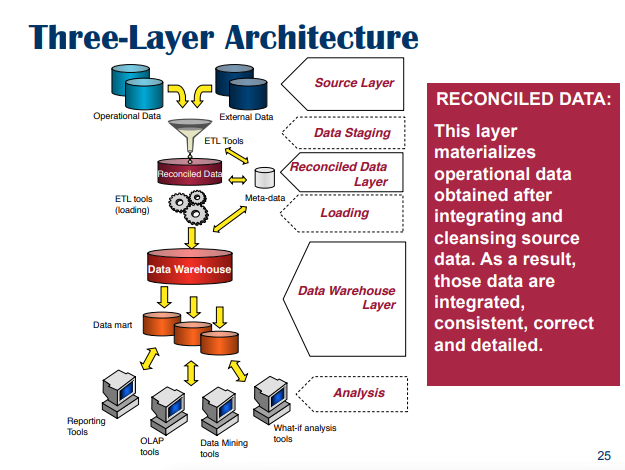 Three-Layer Architecture
Operational Data
External Data
Source Layer
ETL Tools
Data Staging
Reconciled Data
Meta-data
Reconciled Data
Layer
ETL tools
(loading)
Loading
Data Warehouse
Data Warehouse
Layer
Data mart
Analysis
Reporting
Tools
OLAP
tools
Data Mining
tools
What-if analysis
tools
RECONCILED DATA:
This layer
materializes
operational data
obtained after
integrating and
cleansing source
data. As a result,
those data are
integrated,
consistent, correct
and detailed.
25